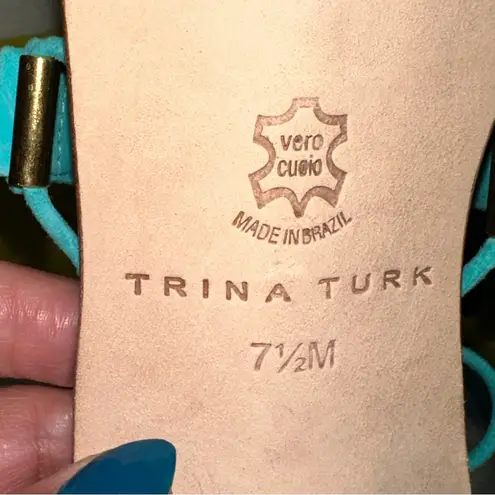 vero
cuoio
MADE IN BRAZIL
TRINA TURK
7½M